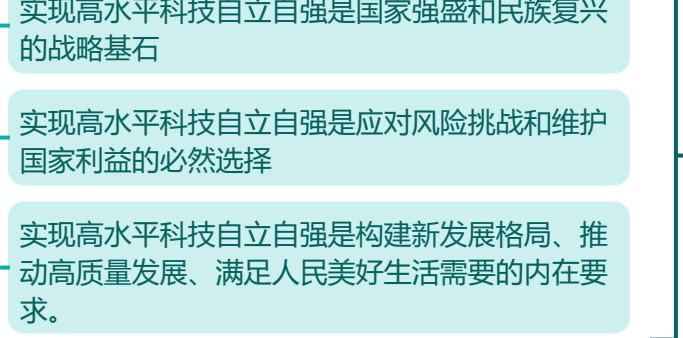 实现高水平科技自立自强是国家强盛和民族复兴
的战略基石
实现高水平科技自立自强是应对风险挑战和维护
国家利益的必然选择
实现高水平科技自立自强是构建新发展格局、推
动高质量发展、满足人民美好生活需要的内在要
求。